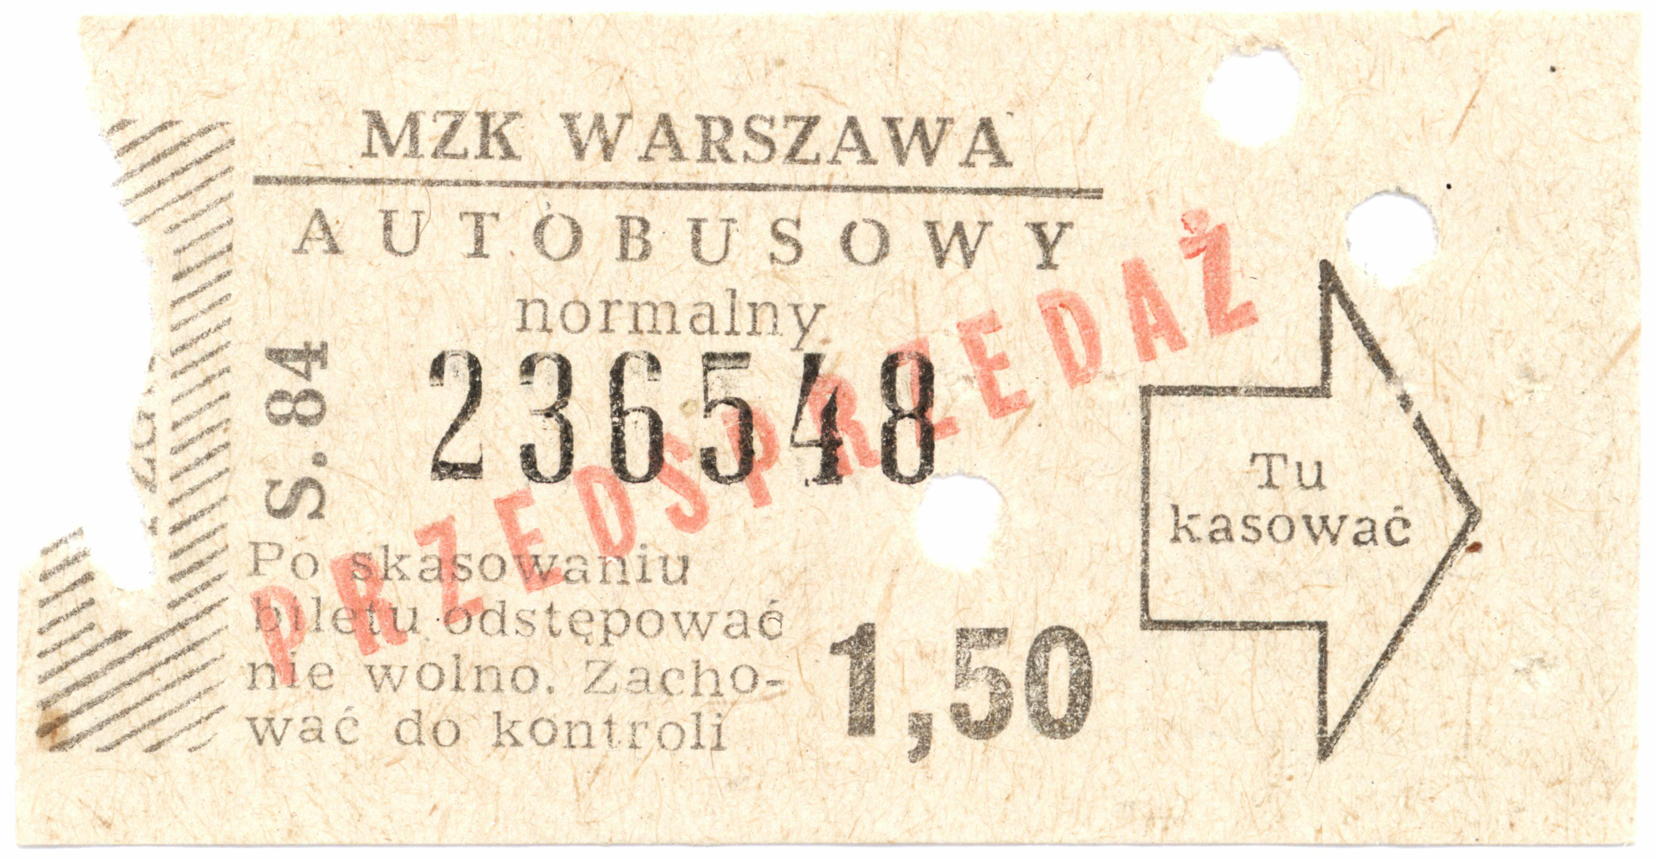 MZK WARSZAWA
AUTOBUSOWY
normalny
236548
S. 84
PRZEDSPRZEDAŻ
Po skasowaniu
biletu odstępować
nie wolno. Zacho-
wać do kontroli
1,50
Tu
kasować